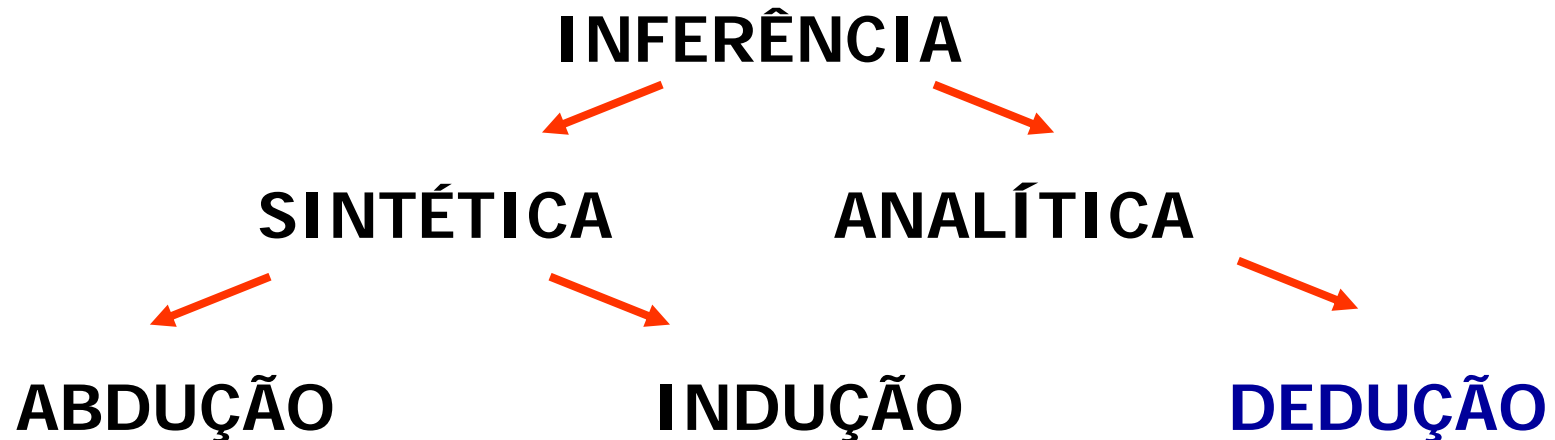 INFERÊNCIA
SINTÉTICA ANALÍTICA
ABDUÇÃO INDUÇÃO DEDUÇÃO